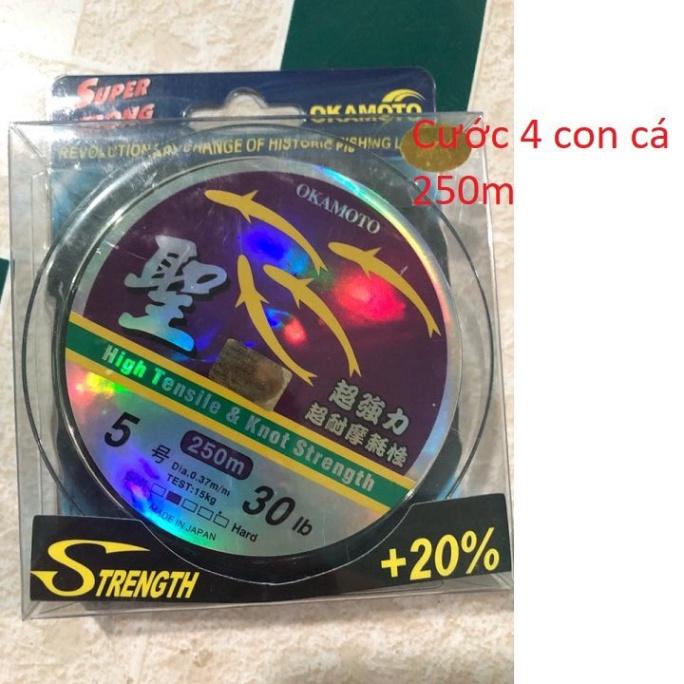 SUPER
STRONG
OKAMOTO
REVOLUTIONARY CHANGE OF HISTORIC FISHING
Cước 4 con cá
250m
OKAMOTO
聖
High Tensile & Knot Strength
超強力
超耐摩耗性
5号
250m
Dia.0.37m/m
TEST:15kg
30 lb
Hard
MADE IN JAPAN
STRENGTH
+20%